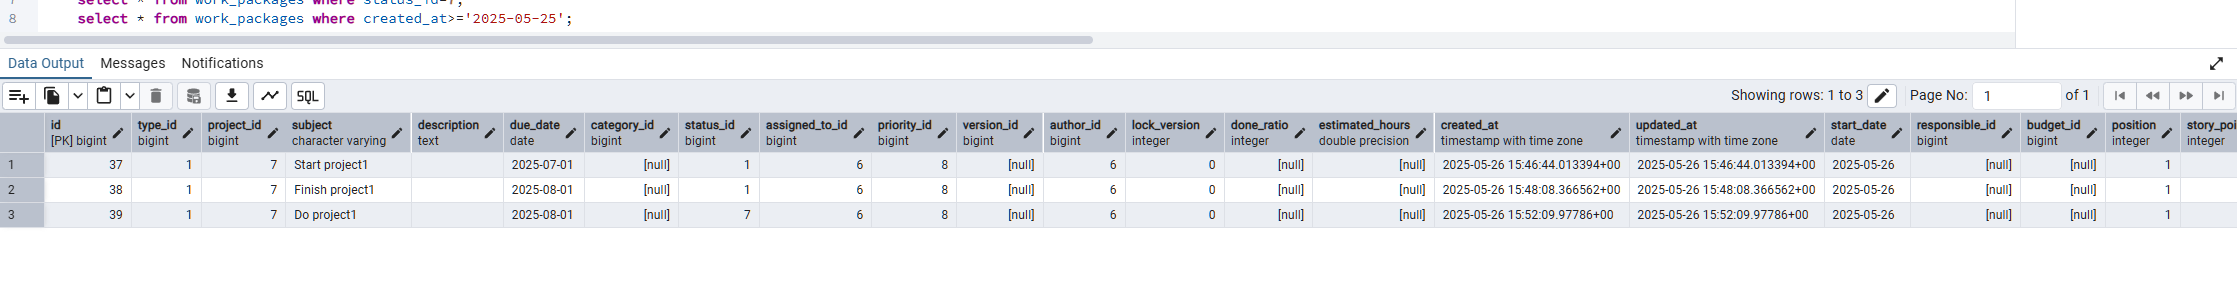 7 select * from work_packages where status_id=7;
8 select * from work_packages where created_at>='2025-05-25';
Data Output Messages Notifications
SQL Showing rows: 1 to 3 Page No: 1 of 1
id type_id project_id subject description due_date category_id status_id assigned_to_id priority_id version_id author_id lock_version done_ratio estimated_hours created_at updated_at start_date responsible_id budget_id position story_poi
[PK] bigint bigint bigint character varying text date bigint bigint bigint bigint bigint bigint integer integer double precision timestamp with time zone timestamp with time zone date bigint bigint integer integer
1 37 1 7 Start project1 2025-07-01 [null] 1 6 8 [null] 6 0 [null] [null] 2025-05-26 15:46:44.013394+00 2025-05-26 15:46:44.013394+00 2025-05-26 [null] [null] 1
2 38 1 7 Finish project1 2025-08-01 [null] 1 6 8 [null] 6 0 [null] [null] 2025-05-26 15:48:08.366562+00 2025-05-26 15:48:08.366562+00 2025-05-26 [null] [null] 1
3 39 1 7 Do project1 2025-08-01 [null] 7 6 8 [null] 6 0 [null] [null] 2025-05-26 15:52:09.97786+00 2025-05-26 15:52:09.97786+00 2025-05-26 [null] [null] 1